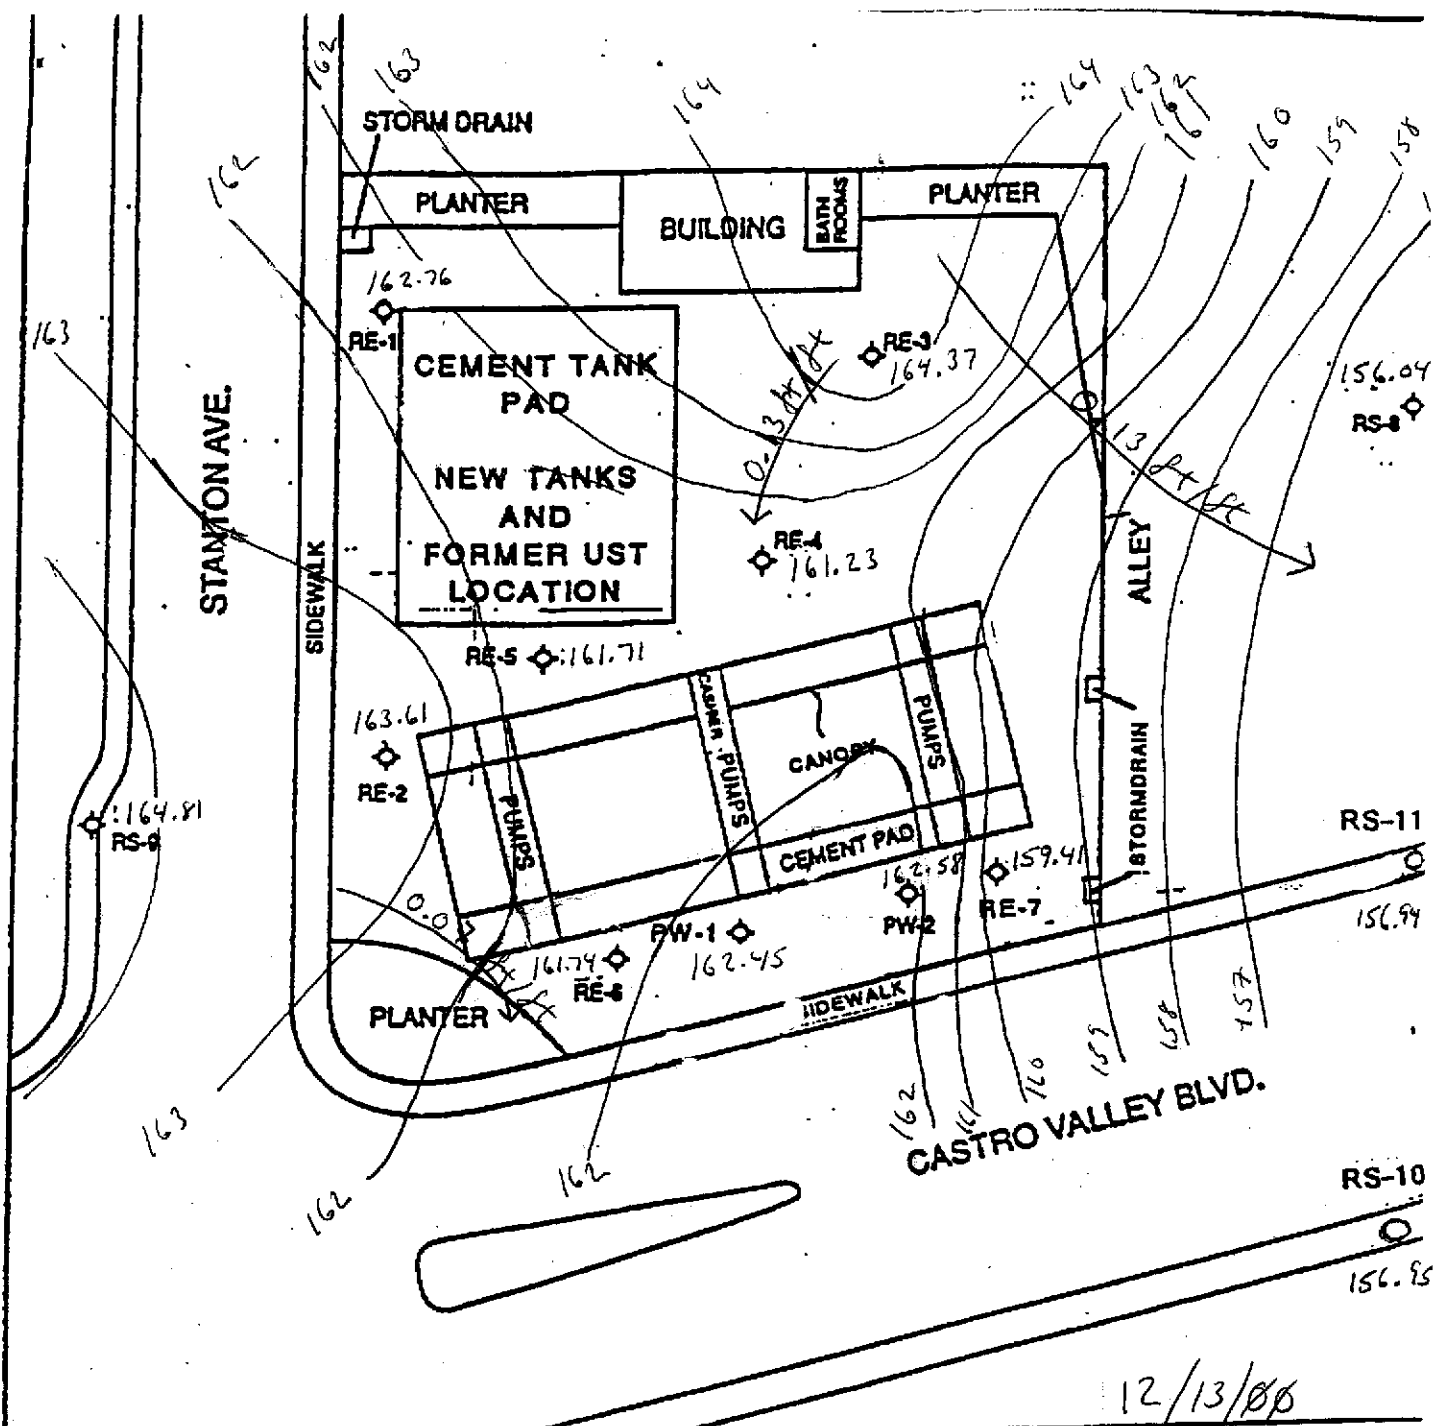 162
163
164
164
163
162
161
160
159
158
STORM DRAIN
162
PLANTER
BUILDING
BATH
ROOMS
PLANTER
162.76
RE-1
163
CEMENT TANK
PAD
NEW TANKS
AND
FORMER UST
LOCATION
RE-3
164.37
0.13 ft/ft
0.13 ft/ft
156.04
RS-8
STANTON AVE.
SIDEWALK
RE-4
161.23
ALLEY
RE-5
161.71
163.61
RE-2
CASHIER
PUMPS
PUMPS
CANOPY
PUMPS
CEMENT PAD
STORMDRAIN
164.81
RS-9
RS-11
156.94
162.58
PW-2
159.41
RE-7
PW-1
162.45
161.74
RE-6
PLANTER
SIDEWALK
163
162
162
162
161
160
159
158
157
CASTRO VALLEY BLVD.
RS-10
156.95
12/13/00